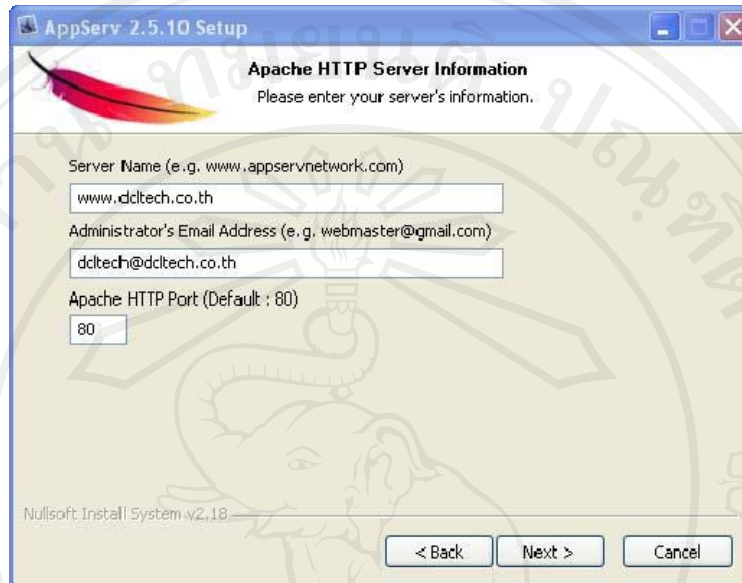 AppServ 2.5.10 Setup
Apache HTTP Server Information
Please enter your server's information.
Server Name (e.g. www.appservnetwork.com)
www.dcltech.co.th
Administrator's Email Address (e.g. webmaster@gmail.com)
dcltech@dcltech.co.th
Apache HTTP Port (Default : 80)
80
Nullsoft Install System v2.18
< Back Next > Cancel